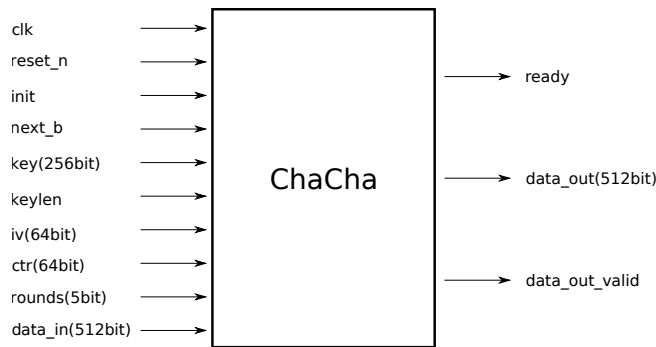 clk
reset_n
init
next_b
key(256bit)
keylen
iv(64bit)
ctr(64bit)
rounds(5bit)
data_in(512bit)
ChaCha
ready
data_out(512bit)
data_out_valid